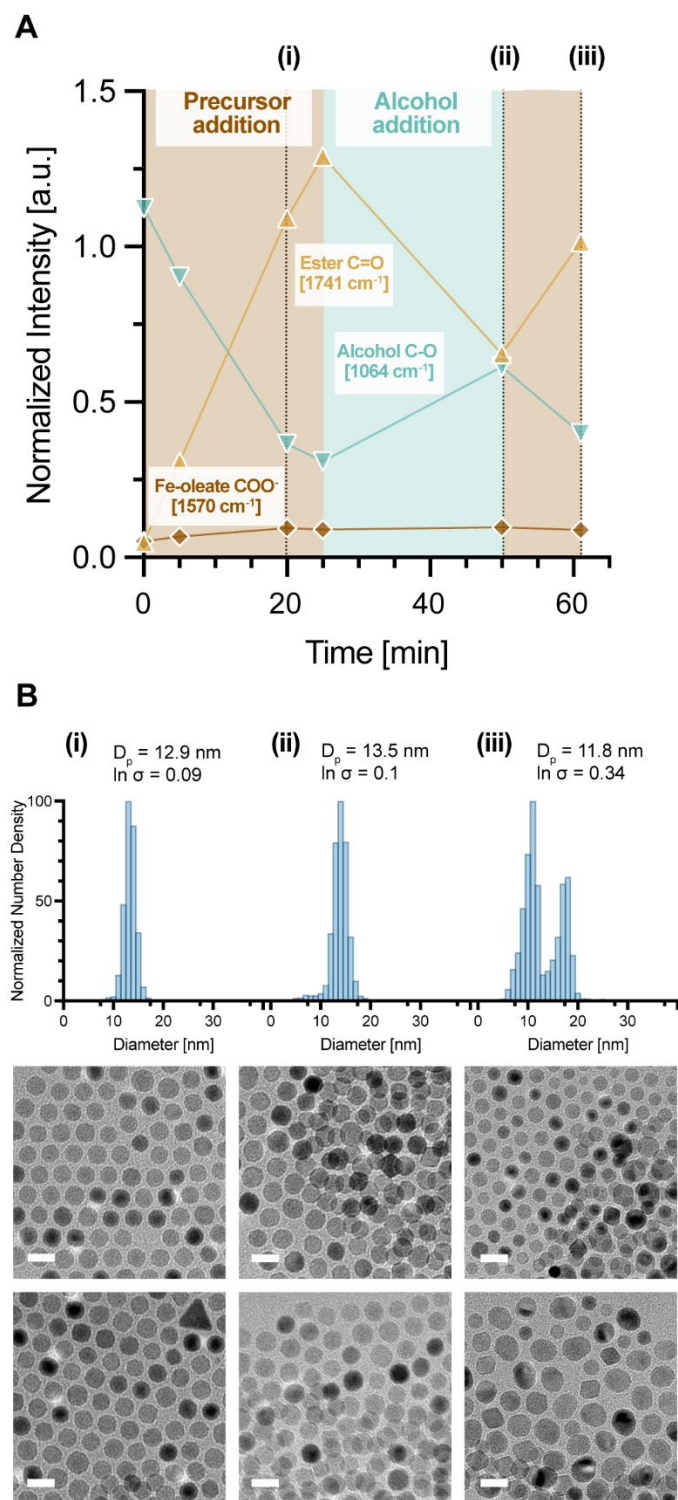 A
(i)
(ii)
(iii)
Precursor
addition
Alcohol
addition
1.5
1.0
0.5
0.0
Normalized Intensity [a.u.]
Ester C=O
[1741 cm⁻¹]
Alcohol C-O
[1064 cm⁻¹]
Fe-oleate COO⁻
[1570 cm⁻¹]
0
20
40
60
Time [min]
B
(i)
Dₚ = 12.9 nm
ln σ = 0.09
(ii)
Dₚ = 13.5 nm
ln σ = 0.1
(iii)
Dₚ = 11.8 nm
ln σ = 0.34
Normalized Number Density
100
50
0
0 10 20 30
0 10 20 30
0 10 20 30
Diameter [nm]
Diameter [nm]
Diameter [nm]